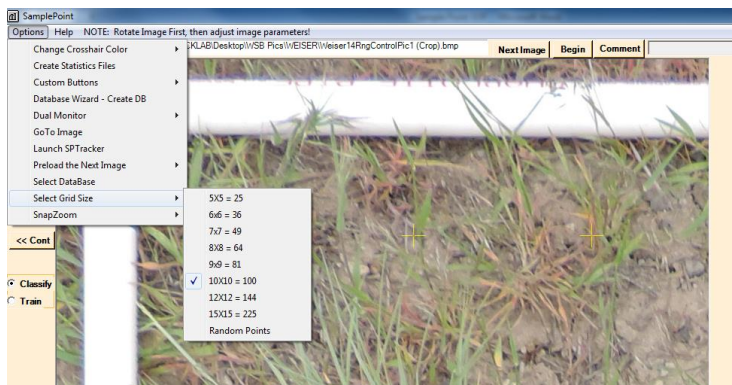 SamplePoint
Options Help NOTE: Rotate Image First, then adjust image parameters!
CKLAB\Desktop\WSB Pics\WEISER\Weiser14RngControlPic1 (Crop).bmp
Next Image Begin Comment
Change Crosshair Color
Create Statistics Files
Custom Buttons
Database Wizard - Create DB
Dual Monitor
GoTo Image
Launch SPTracker
Preload the Next Image
Select DataBase
Select Grid Size
SnapZoom
5X5 = 25
6x6 = 36
7x7 = 49
8X8 = 64
9x9 = 81
10X10 = 100
12X12 = 144
15X15 = 225
Random Points
<< Cont
Classify
Train